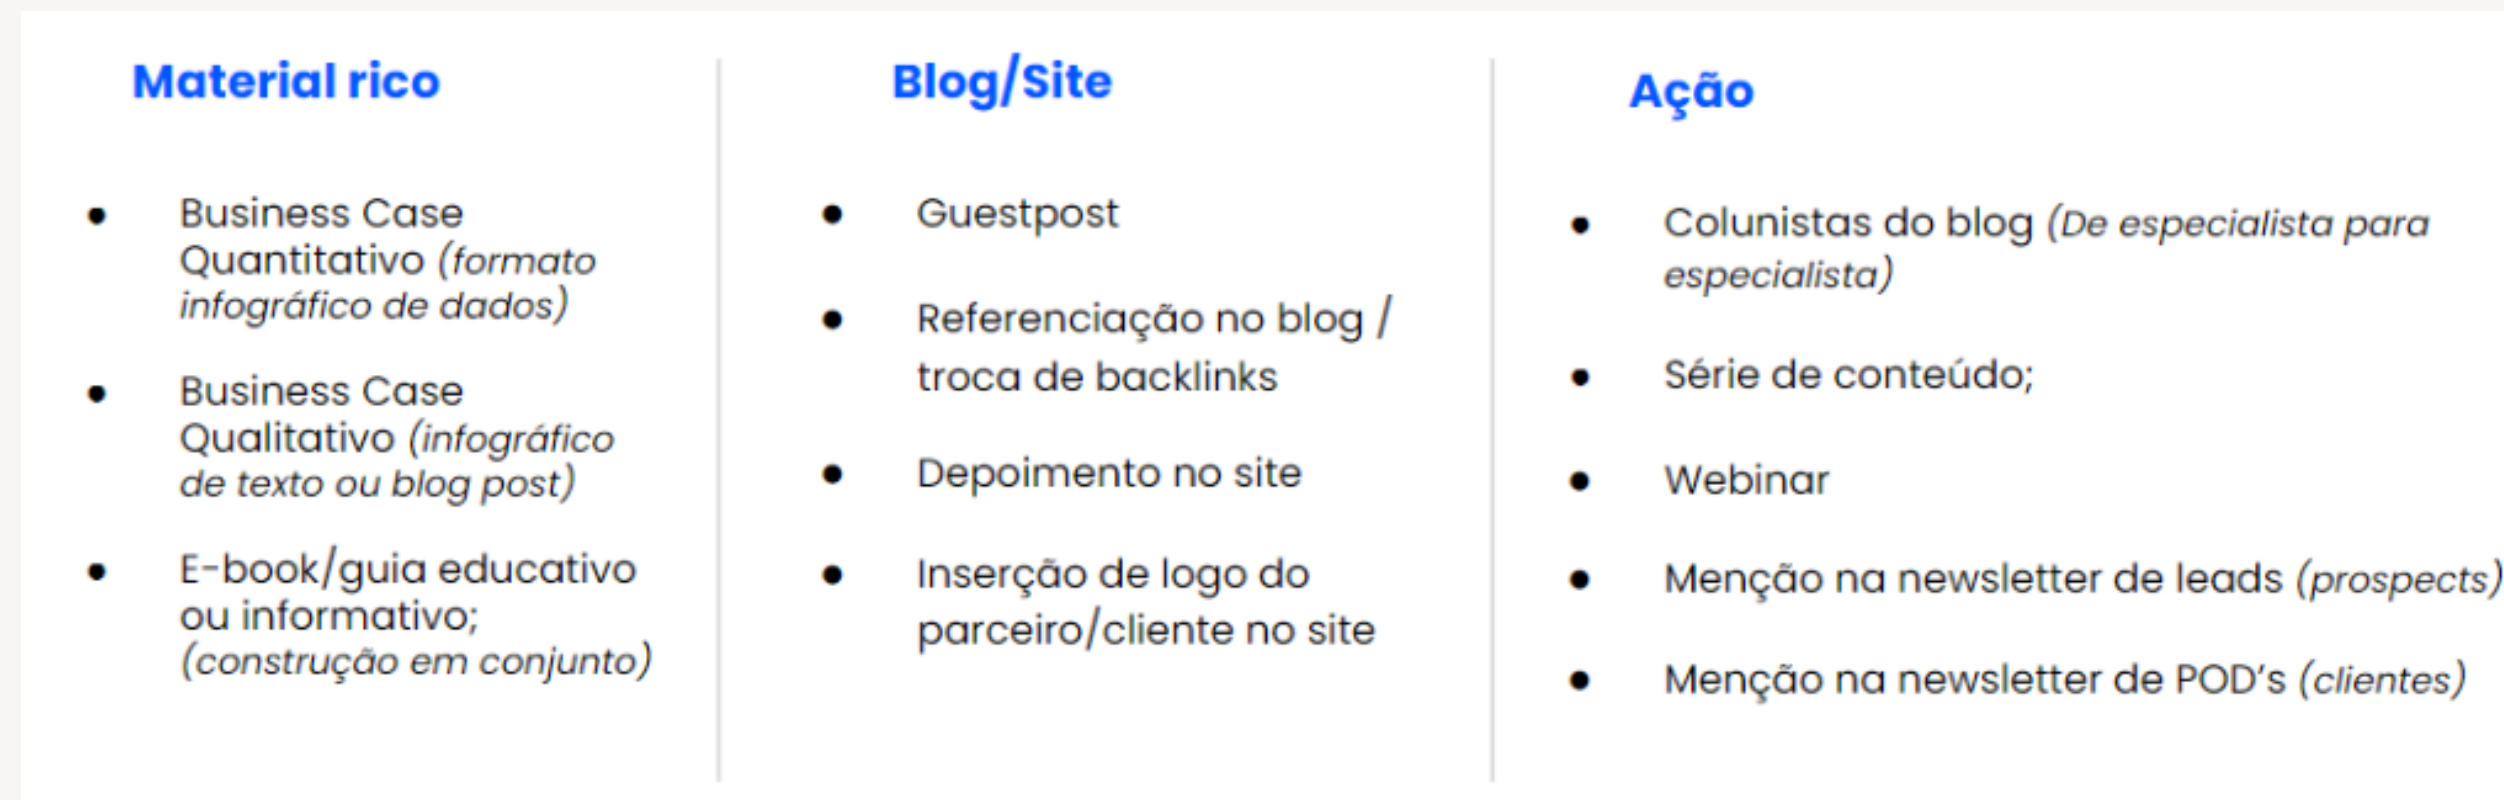 Material rico
Business Case
Quantitativo (formato
infográfico de dados)
Business Case
Qualitativo (infográfico
de texto ou blog post)
E-book/guia educativo
ou informativo;
(construção em conjunto)
Blog/Site
Guestpost
Referenciação no blog /
troca de backlinks
Depoimento no site
Inserção de logo do
parceiro/cliente no site
Ação
Colunistas do blog (De especialista para
especialista)
Série de conteúdo;
Webinar
Menção na newsletter de leads (prospects)
Menção na newsletter de POD's (clientes)